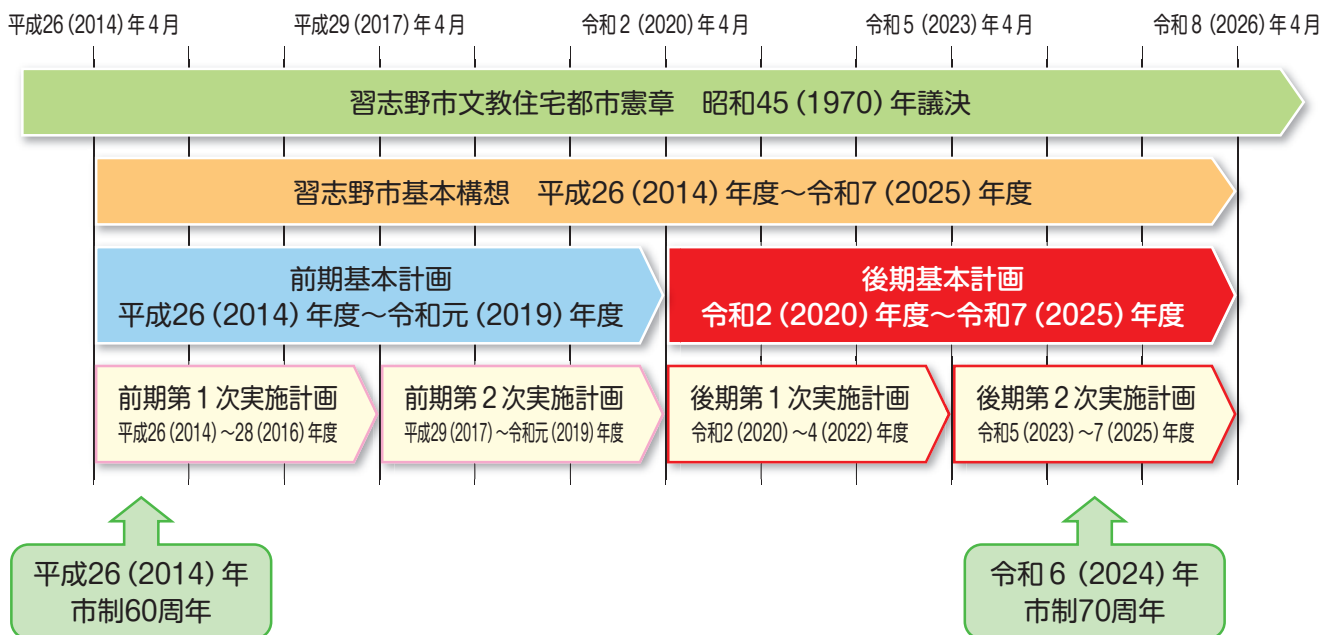 平成26(2014)年4月　平成29(2017)年4月　令和2(2020)年4月　令和5(2023)年4月　令和8(2026)年4月
習志野市文教住宅都市憲章　昭和45(1970)年議決
習志野市基本構想　平成26(2014)年度～令和7(2025)年度
前期基本計画
平成26(2014)年度～令和元(2019)年度
後期基本計画
令和2(2020)年度～令和7(2025)年度
前期第1次実施計画
平成26(2014)～28(2016)年度
前期第2次実施計画
平成29(2017)～令和元(2019)年度
後期第1次実施計画
令和2(2020)～4(2022)年度
後期第2次実施計画
令和5(2023)～7(2025)年度
平成26(2014)年
市制60周年
令和6(2024)年
市制70周年